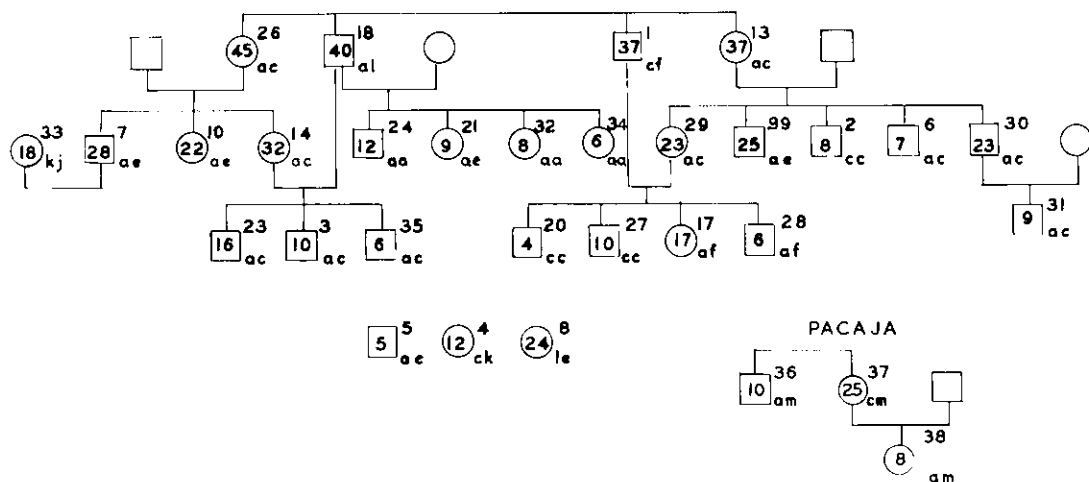 26 18 1 13
45 ac 40 al 37 cf 37 ac
33 7 10 14 24 21 32 34 29 99 2 6 30
18 kj 28 ae 22 ae 32 ac 12 aa 9 ae 8 aa 6 aa 23 ac 25 ae 8 cc 7 ac 23 ac
23 3 35 20 27 17 28 31
16 ac 10 ac 6 ac 4 cc 10 cc 17 af 6 af 9 ac
5 4 8
5 ae 12 ck 24 le
PACAJA
36 37
10 am 25 cm
38
8 am